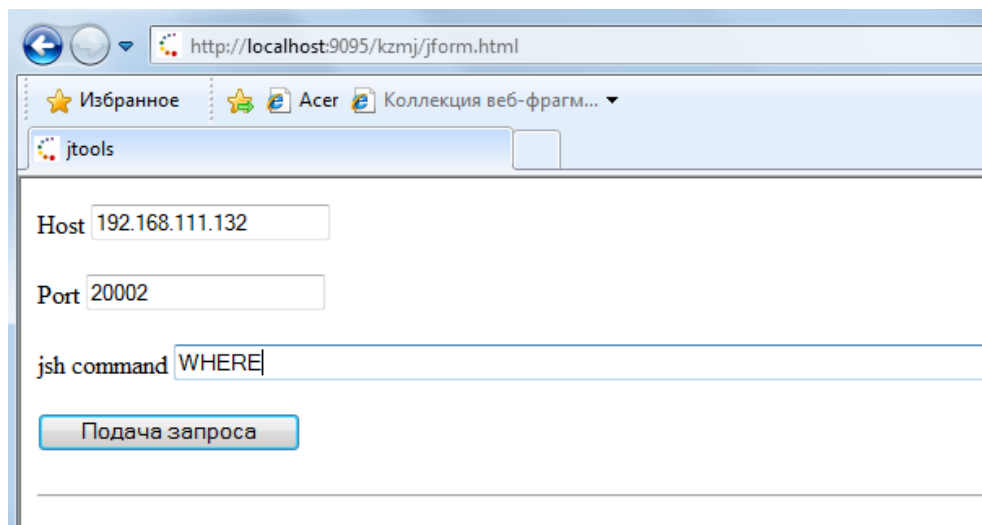 http://localhost:9095/kzmj/jform.html
Избранное Acer Коллекция веб-фрагм...
jtools
Host 192.168.111.132
Port 20002
jsh command WHERE
Подача запроса